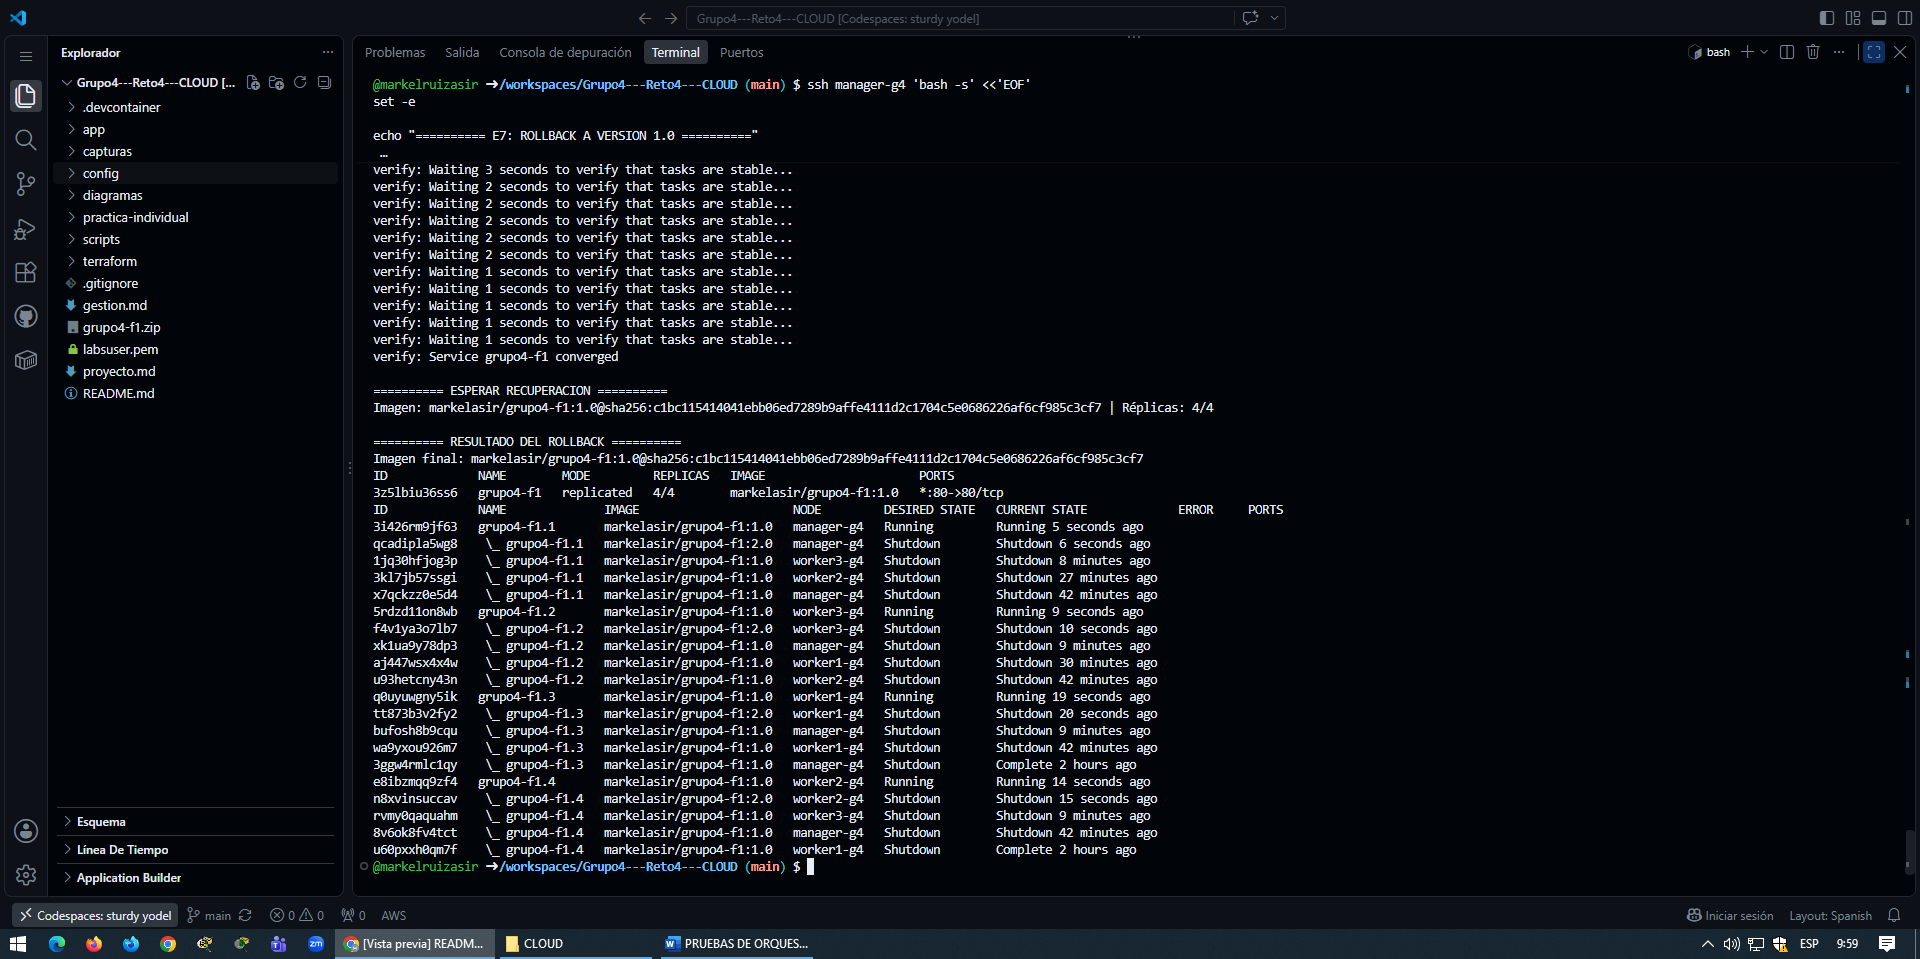 Grupo4---Reto4---CLOUD [Codespaces: sturdy yodel]
Explorador
Grupo4---Reto4---CLOUD [...
.devcontainer
app
capturas
config
diagramas
practica-individual
scripts
terraform
.gitignore
gestion.md
grupo4-f1.zip
labsuser.pem
proyecto.md
README.md
Esquema
Línea De Tiempo
Application Builder
Problemas Salida Consola de depuración Terminal Puertos
bash
@markelruizasir ➜/workspaces/Grupo4---Reto4---CLOUD (main) $ ssh manager-g4 'bash -s' <<'EOF'
set -e
echo "========== E7: ROLLBACK A VERSION 1.0 =========="
…
verify: Waiting 3 seconds to verify that tasks are stable...
verify: Waiting 2 seconds to verify that tasks are stable...
verify: Waiting 2 seconds to verify that tasks are stable...
verify: Waiting 2 seconds to verify that tasks are stable...
verify: Waiting 2 seconds to verify that tasks are stable...
verify: Waiting 2 seconds to verify that tasks are stable...
verify: Waiting 1 seconds to verify that tasks are stable...
verify: Waiting 1 seconds to verify that tasks are stable...
verify: Waiting 1 seconds to verify that tasks are stable...
verify: Waiting 1 seconds to verify that tasks are stable...
verify: Waiting 1 seconds to verify that tasks are stable...
verify: Service grupo4-f1 converged
========== ESPERAR RECUPERACION ==========
Imagen: markelasir/grupo4-f1:1.0@sha256:c1bc115414041ebb06ed7289b9affe4111d2c1704c5e0686226af6cf985c3cf7 | Réplicas: 4/4
========== RESULTADO DEL ROLLBACK ==========
Imagen final: markelasir/grupo4-f1:1.0@sha256:c1bc115414041ebb06ed7289b9affe4111d2c1704c5e0686226af6cf985c3cf7
ID NAME MODE REPLICAS IMAGE PORTS
3z5lbiu36ss6 grupo4-f1 replicated 4/4 markelasir/grupo4-f1:1.0 *:80->80/tcp
ID NAME IMAGE NODE DESIRED STATE CURRENT STATE ERROR PORTS
3i426rm9jf63 grupo4-f1.1 markelasir/grupo4-f1:1.0 manager-g4 Running Running 5 seconds ago
qcadipla5wg8 \_ grupo4-f1.1 markelasir/grupo4-f1:2.0 manager-g4 Shutdown Shutdown 6 seconds ago
1jq30hfjog3p \_ grupo4-f1.1 markelasir/grupo4-f1:1.0 worker3-g4 Shutdown Shutdown 8 minutes ago
3kl7jb57ssgi \_ grupo4-f1.1 markelasir/grupo4-f1:1.0 worker2-g4 Shutdown Shutdown 27 minutes ago
x7qckzz0e5d4 \_ grupo4-f1.1 markelasir/grupo4-f1:1.0 manager-g4 Shutdown Shutdown 42 minutes ago
5rdzd11on8wb grupo4-f1.2 markelasir/grupo4-f1:1.0 worker3-g4 Running Running 9 seconds ago
f4v1ya3o7lb7 \_ grupo4-f1.2 markelasir/grupo4-f1:2.0 worker3-g4 Shutdown Shutdown 10 seconds ago
xk1ua9y78dp3 \_ grupo4-f1.2 markelasir/grupo4-f1:1.0 manager-g4 Shutdown Shutdown 9 minutes ago
aj447wsx4x4w \_ grupo4-f1.2 markelasir/grupo4-f1:1.0 worker1-g4 Shutdown Shutdown 30 minutes ago
u93hetcny43n \_ grupo4-f1.2 markelasir/grupo4-f1:1.0 worker2-g4 Shutdown Shutdown 42 minutes ago
q0uyuwgny5ik grupo4-f1.3 markelasir/grupo4-f1:1.0 worker1-g4 Running Running 19 seconds ago
tt873b3v2fy2 \_ grupo4-f1.3 markelasir/grupo4-f1:2.0 worker1-g4 Shutdown Shutdown 20 seconds ago
bufosh8b9cqu \_ grupo4-f1.3 markelasir/grupo4-f1:1.0 manager-g4 Shutdown Shutdown 9 minutes ago
wa9yxou926m7 \_ grupo4-f1.3 markelasir/grupo4-f1:1.0 worker1-g4 Shutdown Shutdown 42 minutes ago
3ggw4rmlc1qy \_ grupo4-f1.3 markelasir/grupo4-f1:1.0 manager-g4 Shutdown Complete 2 hours ago
e8ibzmqq9zf4 grupo4-f1.4 markelasir/grupo4-f1:1.0 worker2-g4 Running Running 14 seconds ago
n8xvinsuccav \_ grupo4-f1.4 markelasir/grupo4-f1:2.0 worker2-g4 Shutdown Shutdown 15 seconds ago
rvmy0qaquahm \_ grupo4-f1.4 markelasir/grupo4-f1:1.0 worker3-g4 Shutdown Shutdown 9 minutes ago
8v6ok8fv4tct \_ grupo4-f1.4 markelasir/grupo4-f1:1.0 manager-g4 Shutdown Shutdown 42 minutes ago
u60pxxh0qm7f \_ grupo4-f1.4 markelasir/grupo4-f1:1.0 worker1-g4 Shutdown Complete 2 hours ago
@markelruizasir ➜/workspaces/Grupo4---Reto4---CLOUD (main) $
Codespaces: sturdy yodel main 0 0 0 AWS Iniciar sesión Layout: Spanish
[Vista previa] READM... CLOUD PRUEBAS DE ORQUES... ESP 9:59